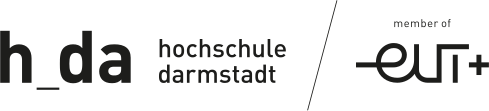 h_da
hochschule
darmstadt
member of
eut+